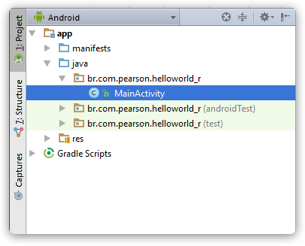 Android
1: Project
app
manifests
java
br.com.pearson.helloworld_r
MainActivity
br.com.pearson.helloworld_r (androidTest)
br.com.pearson.helloworld_r (test)
res
Gradle Scripts
7: Structure
Captures